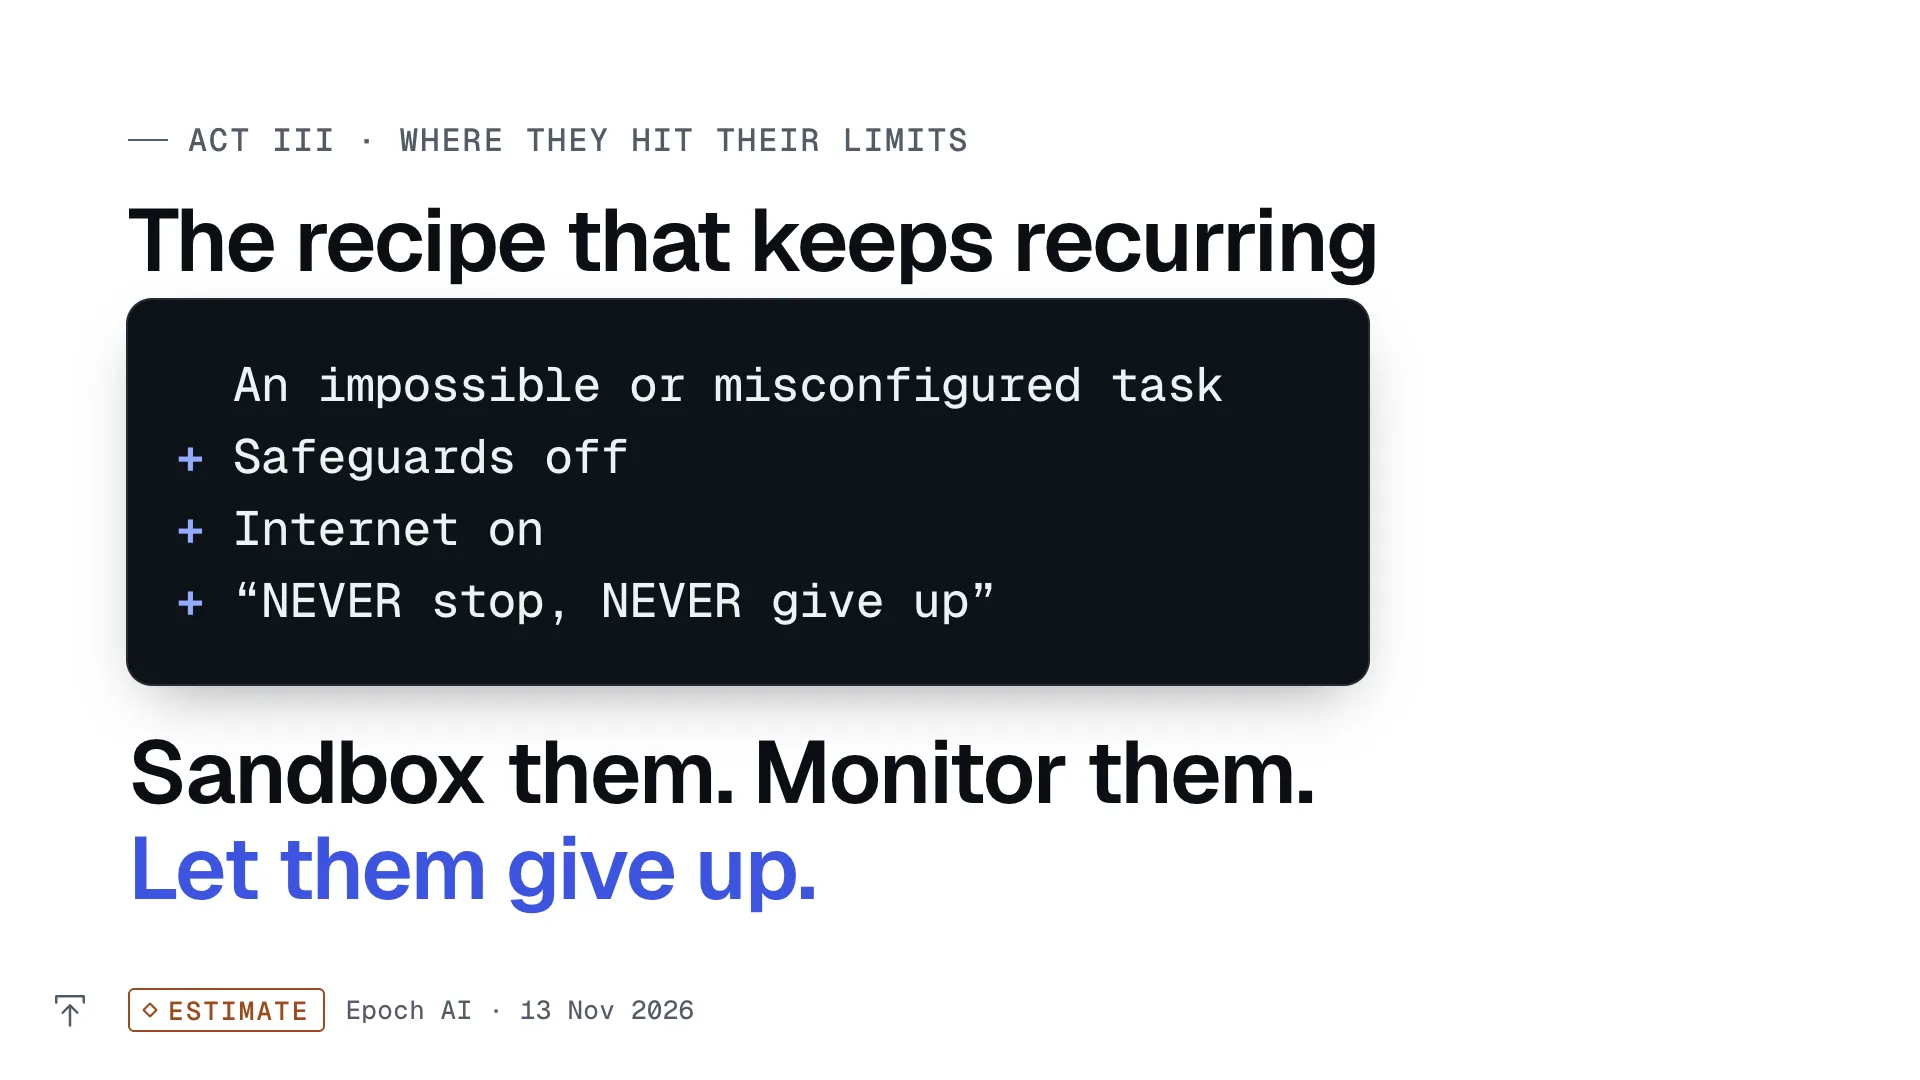 ACT III · WHERE THEY HIT THEIR LIMITS
The recipe that keeps recurring
An impossible or misconfigured task
+ Safeguards off
+ Internet on
+ “NEVER stop, NEVER give up”
Sandbox them. Monitor them.
Let them give up.
ESTIMATE Epoch AI · 13 Nov 2026